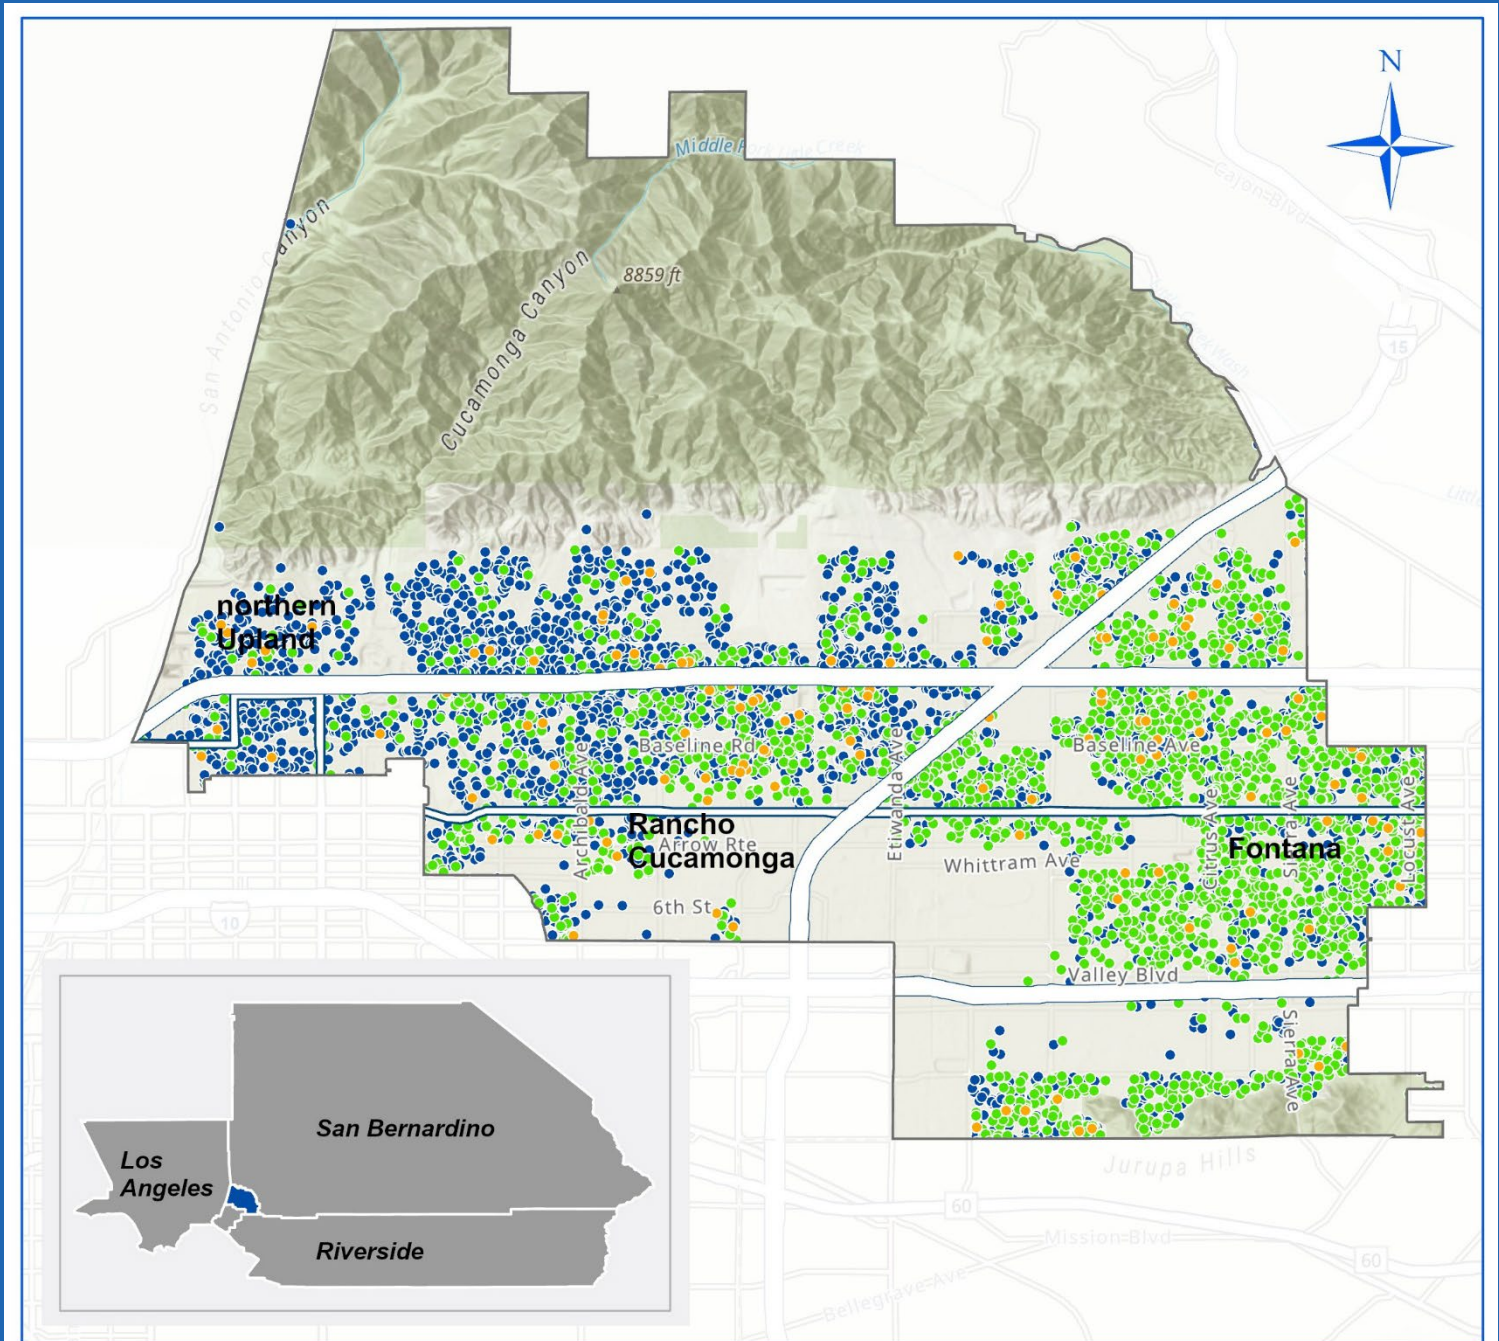 N
Middle Fork Lytle Creek
Cajon Blvd
San Antonio Canyon
8859 ft
Cucamonga Canyon
15
northern
Upland
Baseline Rd
Baseline Ave
Archibald Ave
Etiwanda Ave
Citrus Ave
Sierra Ave
Locust Ave
Rancho
Cucamonga
Arrow Rte
Whittram Ave
Fontana
6th St
10
Valley Blvd
Sierra Ave
San Bernardino
Los
Angeles
Riverside
Jurupa Hills
60
Mission Blvd
60
Bellegrave Ave